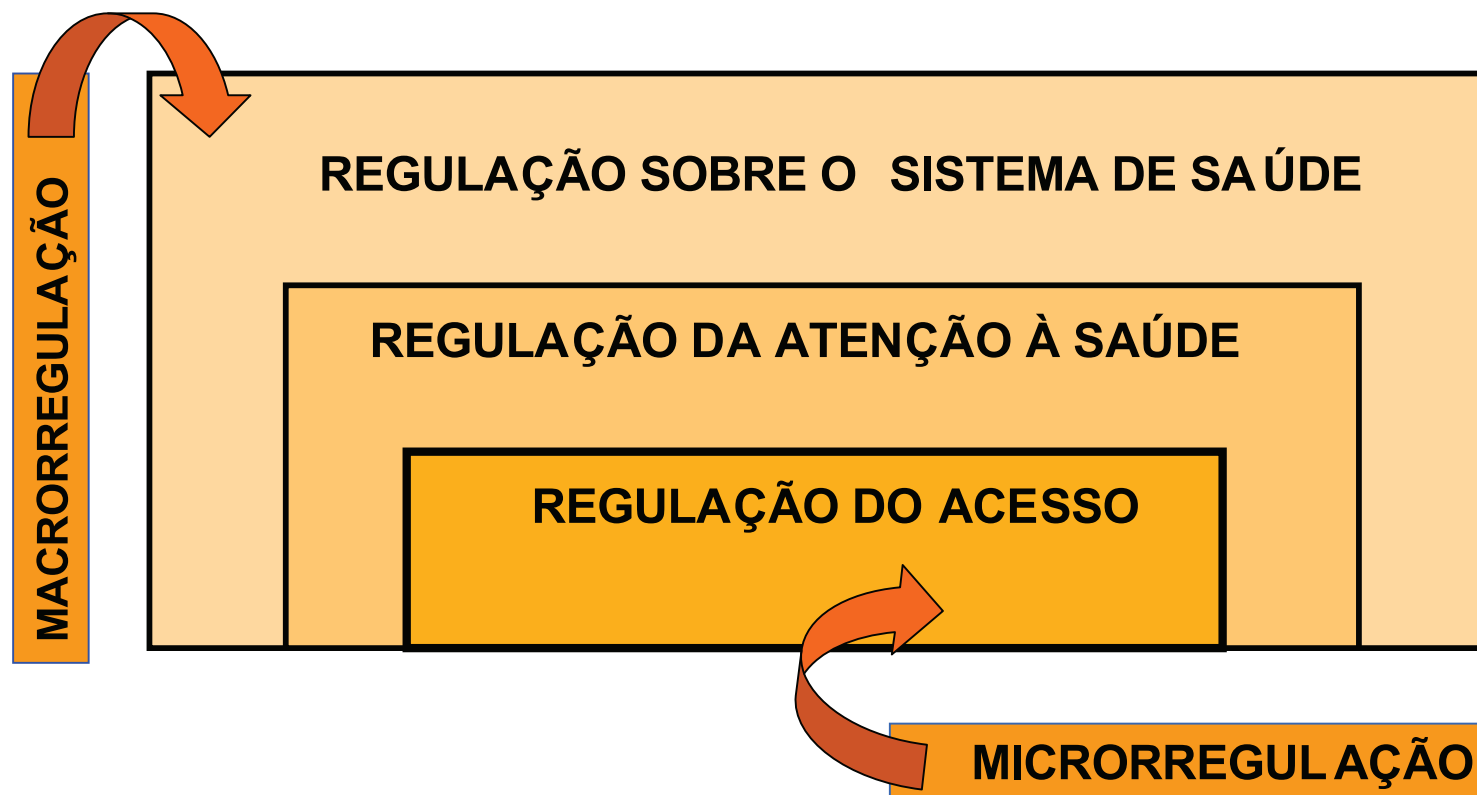 MACRORREGULAÇÃO
REGULAÇÃO SOBRE O SISTEMA DE SAÚDE
REGULAÇÃO DA ATENÇÃO À SAÚDE
REGULAÇÃO DO ACESSO
MICRORREGULAÇÃO